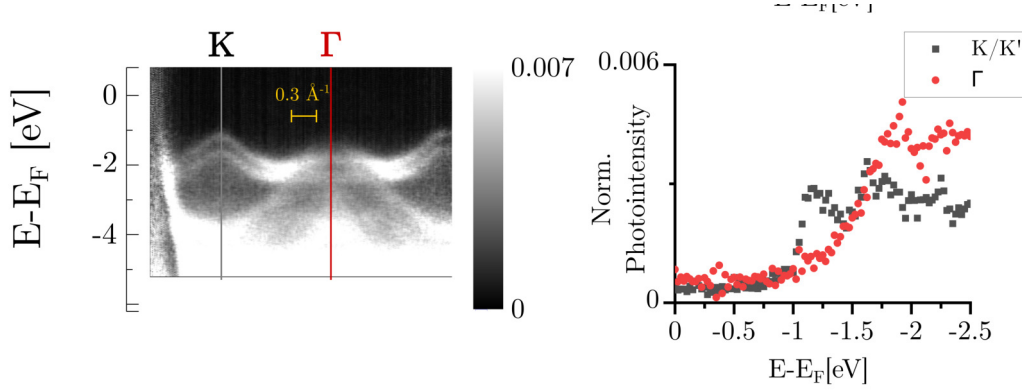 E-E_F[eV]
K Γ
0.3 Å⁻¹
0
-2
-4
E-E_F [eV]
0.007
0
0.006
0
Norm.
Photointensity
K/K'
Γ
0 -0.5 -1 -1.5 -2 -2.5
E-E_F[eV]